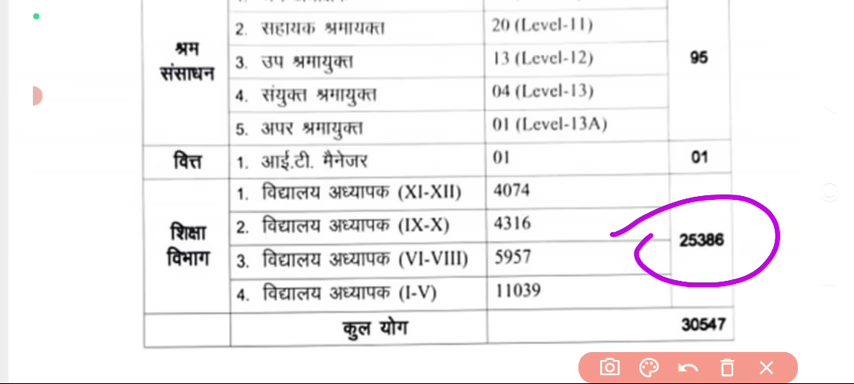 2. सहायक श्रमायुक्त 20 (Level-11)
श्रम संसाधन 3. उप श्रमायुक्त 13 (Level-12) 95
4. संयुक्त श्रमायुक्त 04 (Level-13)
5. अपर श्रमायुक्त 01 (Level-13A)
वित्त 1. आई.टी. मैनेजर 01 01
1. विद्यालय अध्यापक (XI-XII) 4074
शिक्षा विभाग 2. विद्यालय अध्यापक (IX-X) 4316 25386
3. विद्यालय अध्यापक (VI-VIII) 5957
4. विद्यालय अध्यापक (I-V) 11039
कुल योग 30547